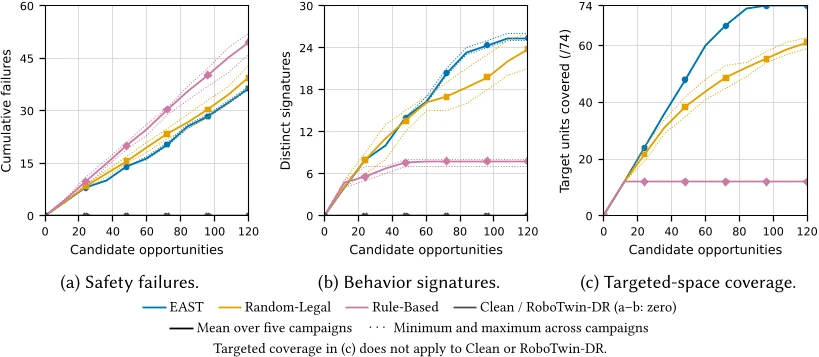 60
45
30
15
0
0 20 40 60 80 100 120
Cumulative failures
Candidate opportunities
(a) Safety failures.
30
24
18
12
6
0
0 20 40 60 80 100 120
Distinct signatures
Candidate opportunities
(b) Behavior signatures.
74
60
40
20
0
0 20 40 60 80 100 120
Target units covered (/74)
Candidate opportunities
(c) Targeted-space coverage.
EAST Random-Legal Rule-Based Clean / RoboTwin-DR (a–b: zero)
Mean over five campaigns Minimum and maximum across campaigns
Targeted coverage in (c) does not apply to Clean or RoboTwin-DR.